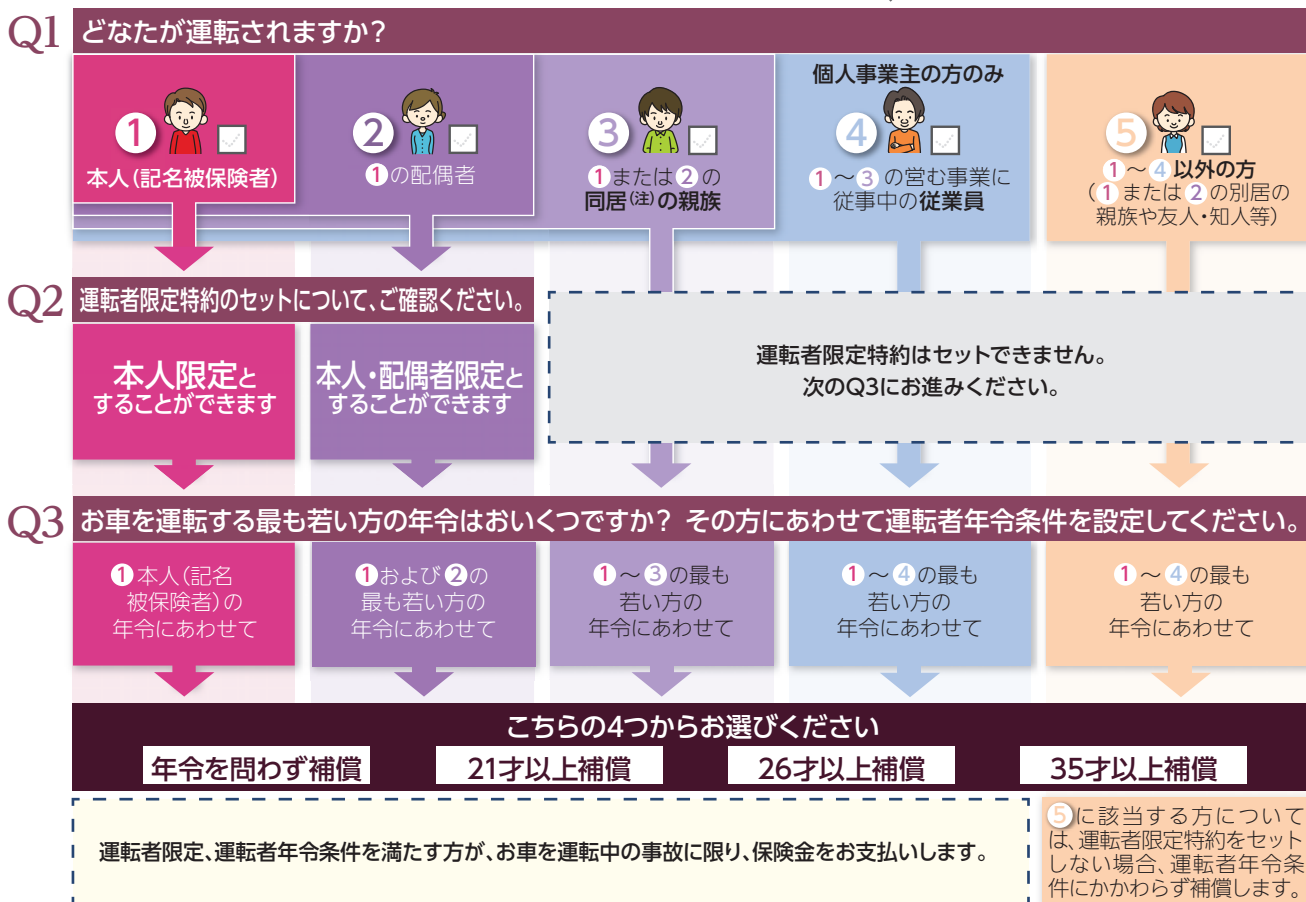 Q1 どなたが運転されますか?
1
本人(記名被保険者)
2
1の配偶者
3
1または2の
同居(注)の親族
個人事業主の方のみ
4
1～3の営む事業に
従事中の従業員
5
1～4以外の方
(1または2の別居の
親族や友人・知人等)
Q2 運転者限定特約のセットについて、ご確認ください。
本人限定と
することができます
本人・配偶者限定と
することができます
運転者限定特約はセットできません。
次のQ3にお進みください。
Q3 お車を運転する最も若い方の年令はおいくつですか? その方にあわせて運転者年令条件を設定してください。
1本人(記名
被保険者)の
年令にあわせて
1および2の
最も若い方の
年令にあわせて
1～3の最も
若い方の
年令にあわせて
1～4の最も
若い方の
年令にあわせて
1～4の最も
若い方の
年令にあわせて
こちらの4つからお選びください
年令を問わず補償
21才以上補償
26才以上補償
35才以上補償
運転者限定、運転者年令条件を満たす方が、お車を運転中の事故に限り、保険金をお支払いします。
5に該当する方について
は、運転者限定特約をセット
しない場合、運転者年令条
件にかかわらず補償します。